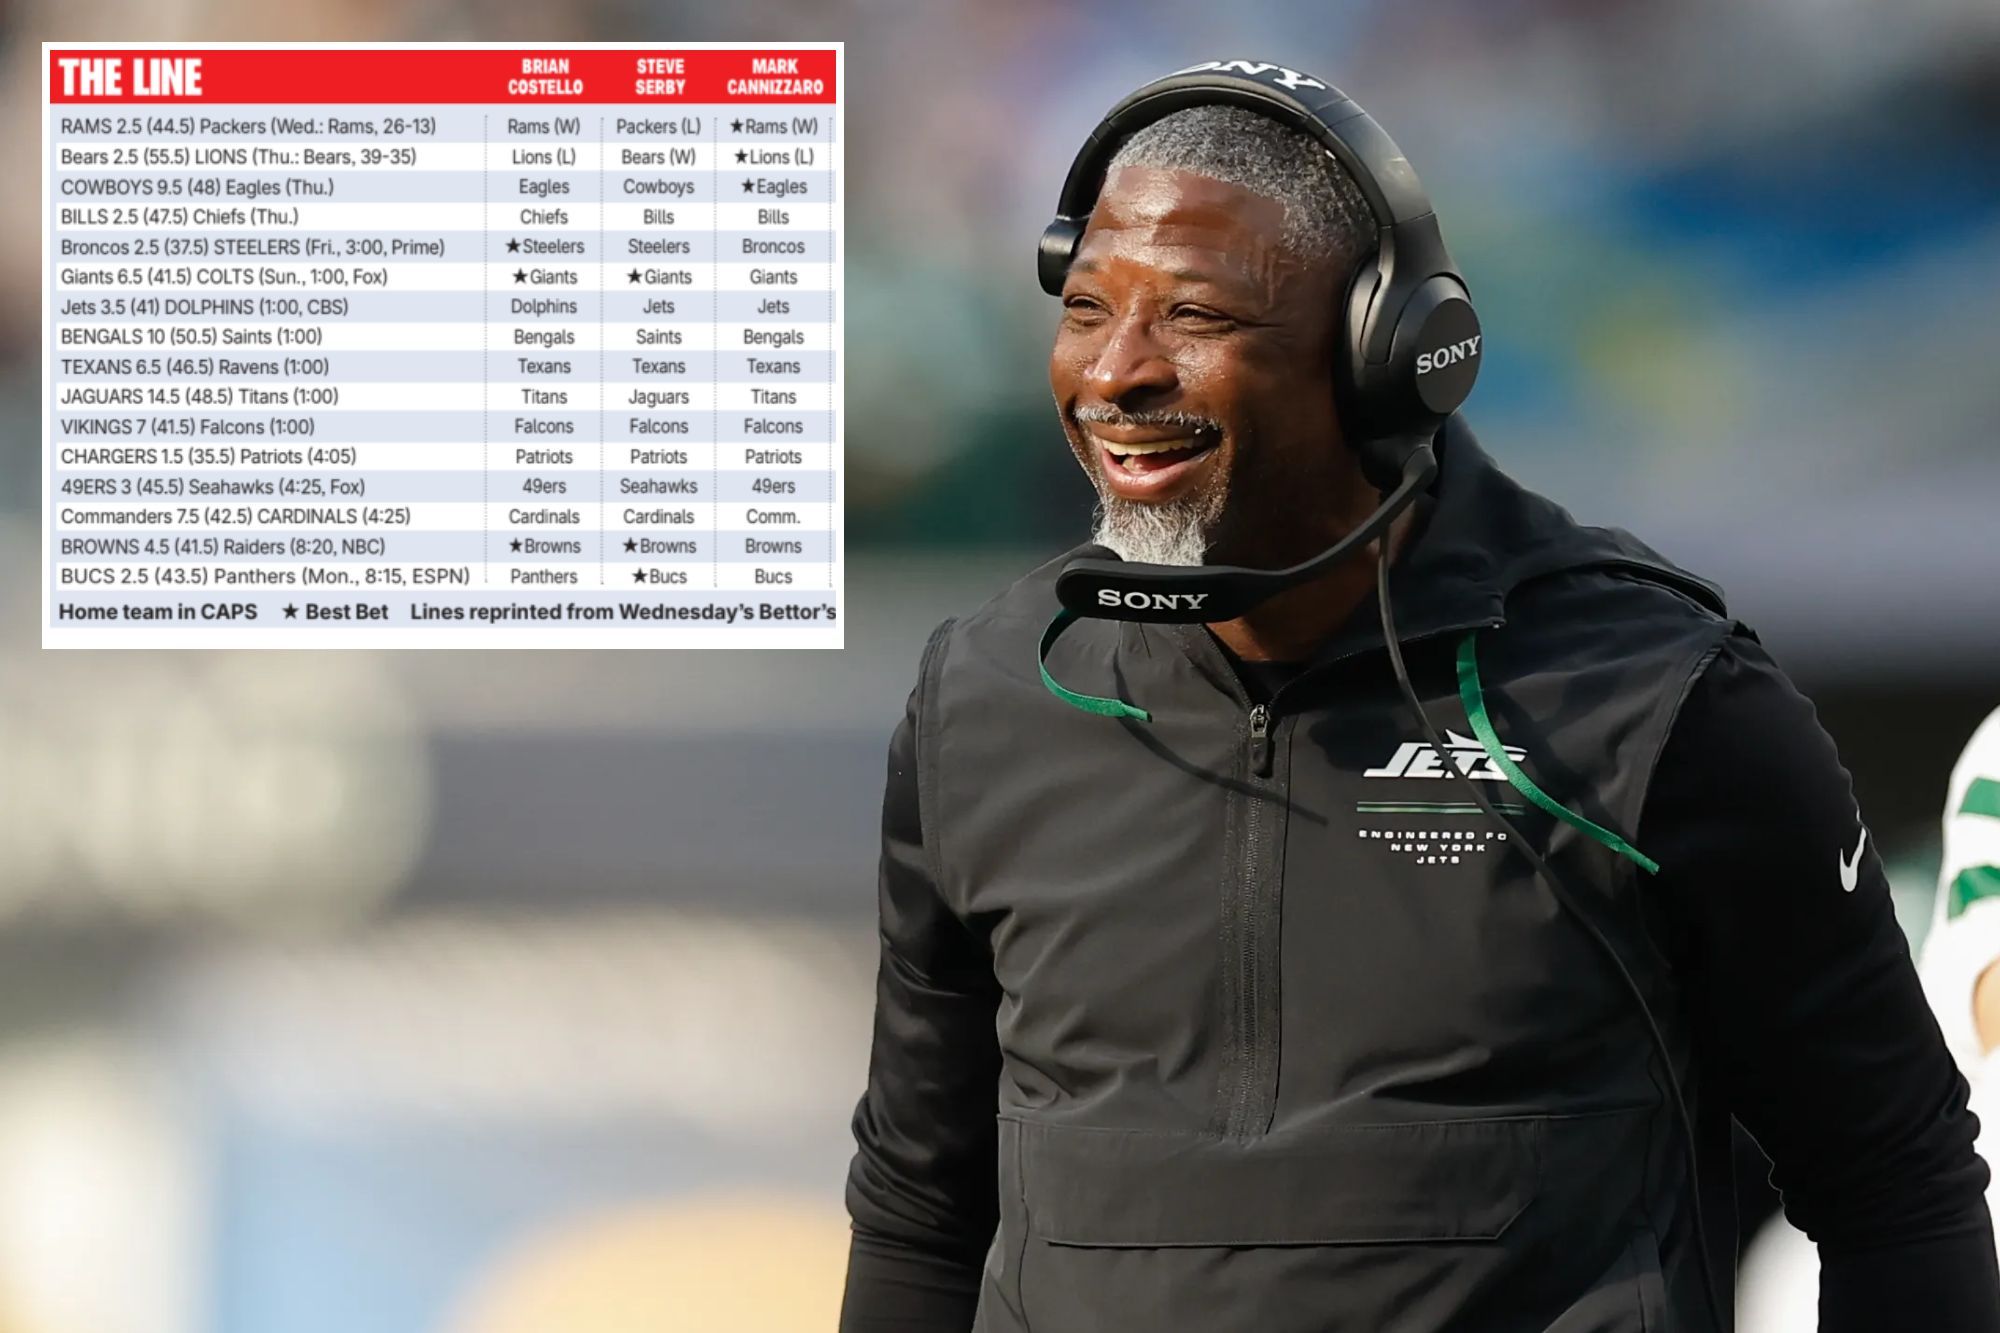 THE LINE BRIAN COSTELLO STEVE SERBY MARK CANNIZZARO
RAMS 2.5 (44.5) Packers (Wed.: Rams, 26-13) Rams (W) Packers (L) ★Rams (W)
Bears 2.5 (55.5) LIONS (Thu.: Bears, 39-35) Lions (L) Bears (W) ★Lions (L)
COWBOYS 9.5 (48) Eagles (Thu.) Eagles Cowboys ★Eagles
BILLS 2.5 (47.5) Chiefs (Thu.) Chiefs Bills Bills
Broncos 2.5 (37.5) STEELERS (Fri., 3:00, Prime) ★Steelers Steelers Broncos
Giants 6.5 (41.5) COLTS (Sun., 1:00, Fox) ★Giants ★Giants Giants
Jets 3.5 (41) DOLPHINS (1:00, CBS) Dolphins Jets Jets
BENGALS 10 (50.5) Saints (1:00) Bengals Saints Bengals
TEXANS 6.5 (46.5) Ravens (1:00) Texans Texans Texans
JAGUARS 14.5 (48.5) Titans (1:00) Titans Jaguars Titans
VIKINGS 7 (41.5) Falcons (1:00) Falcons Falcons Falcons
CHARGERS 1.5 (35.5) Patriots (4:05) Patriots Patriots Patriots
49ERS 3 (45.5) Seahawks (4:25, Fox) 49ers Seahawks 49ers
Commanders 7.5 (42.5) CARDINALS (4:25) Cardinals Cardinals Comm.
BROWNS 4.5 (41.5) Raiders (8:20, NBC) ★Browns ★Browns Browns
BUCS 2.5 (43.5) Panthers (Mon., 8:15, ESPN) Panthers ★Bucs Bucs
Home team in CAPS ★ Best Bet Lines reprinted from Wednesday's Bettor's
SONY
SONY
SONY
JETS
ENGINEERED FO
NEW YORK
JETS